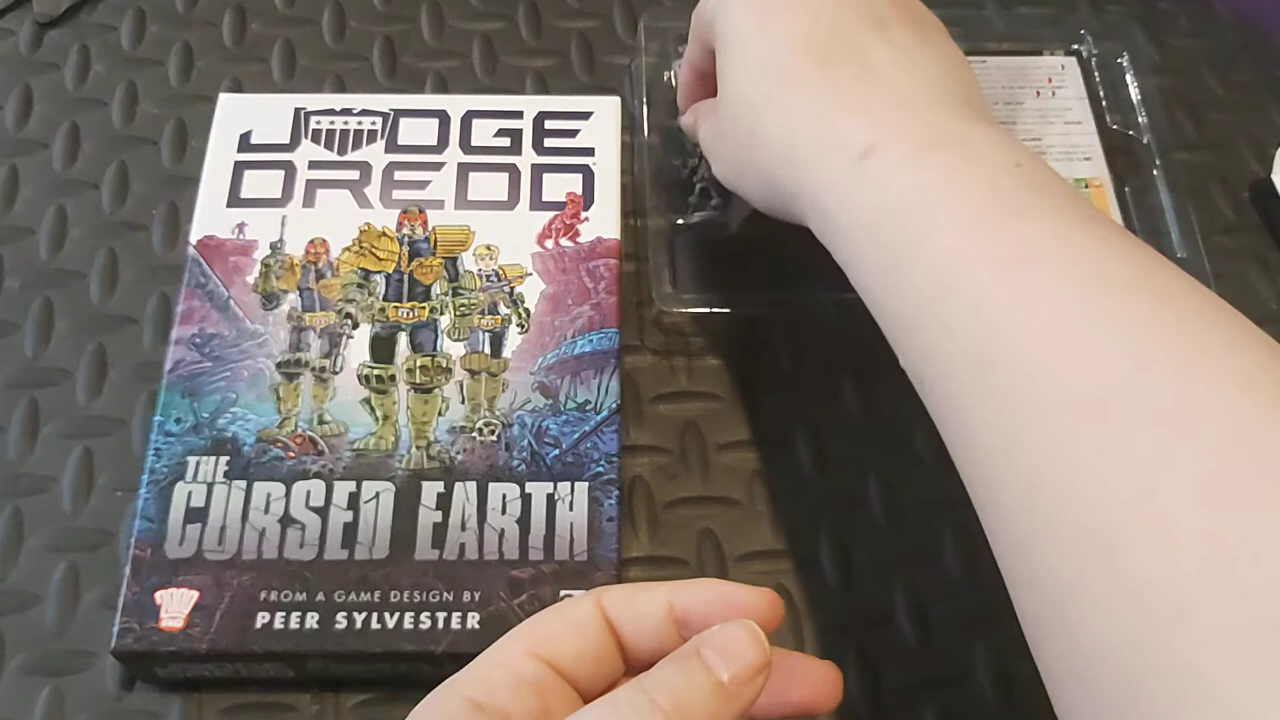 JUDGE
DREDD
THE
CURSED EARTH
FROM A GAME DESIGN BY
PEER SYLVESTER